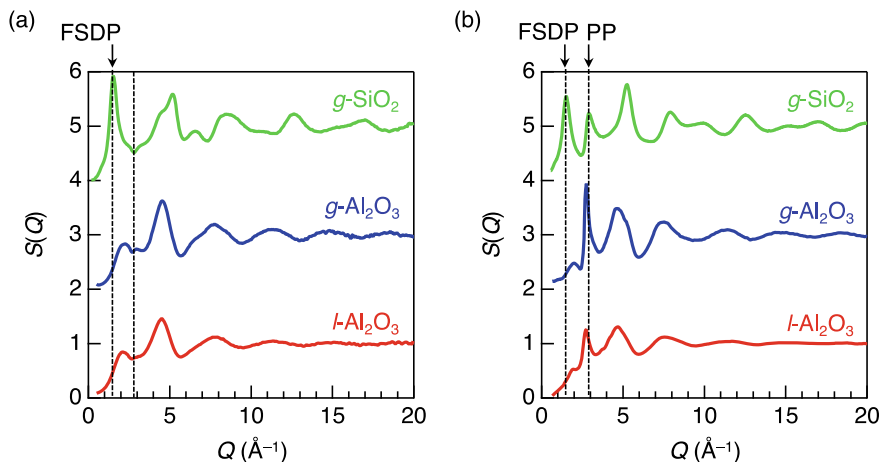 (a)
FSDP
6
5
4
3
2
1
0
S(Q)
g-SiO₂
g-Al₂O₃
l-Al₂O₃
0 5 10 15 20
Q (Å⁻¹)
(b)
FSDP PP
6
5
4
3
2
1
0
S(Q)
g-SiO₂
g-Al₂O₃
l-Al₂O₃
0 5 10 15 20
Q (Å⁻¹)